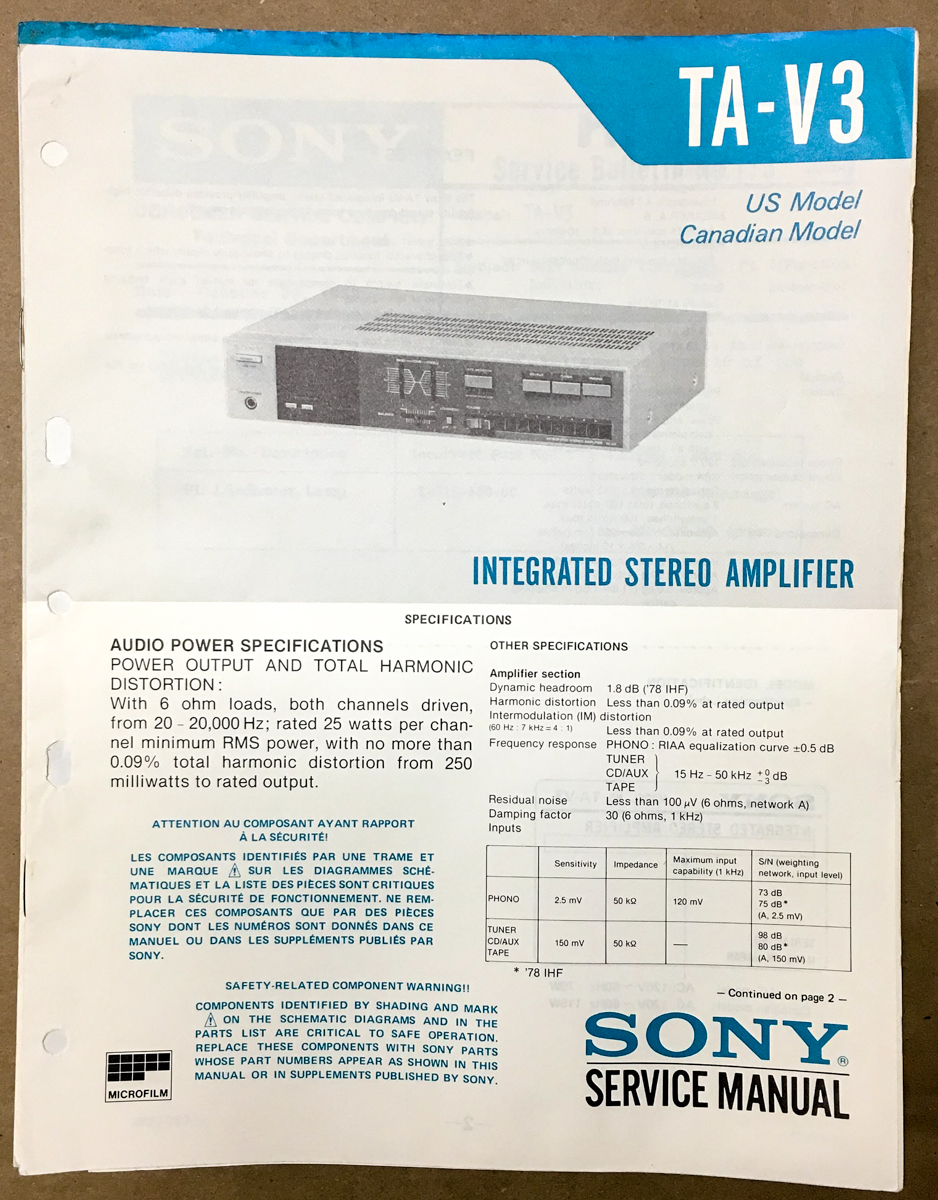 TA-V3
US Model
Canadian Model
INTEGRATED STEREO AMPLIFIER
SPECIFICATIONS
AUDIO POWER SPECIFICATIONS
POWER OUTPUT AND TOTAL HARMONIC
DISTORTION:
With 6 ohm loads, both channels driven,
from 20 – 20,000 Hz; rated 25 watts per chan-
nel minimum RMS power, with no more than
0.09% total harmonic distortion from 250
milliwatts to rated output.
ATTENTION AU COMPOSANT AYANT RAPPORT
À LA SÉCURITÉ!
LES COMPOSANTS IDENTIFIÉS PAR UNE TRAME ET
UNE MARQUE ⚠ SUR LES DIAGRAMMES SCHÉ-
MATIQUES ET LA LISTE DES PIÈCES SONT CRITIQUES
POUR LA SÉCURITÉ DE FONCTIONNEMENT. NE REM-
PLACER CES COMPOSANTS QUE PAR DES PIÈCES
SONY DONT LES NUMÉROS SONT DONNÉS DANS CE
MANUEL OU DANS LES SUPPLÉMENTS PUBLIÉS PAR
SONY.
SAFETY-RELATED COMPONENT WARNING!!
COMPONENTS IDENTIFIED BY SHADING AND MARK
⚠ ON THE SCHEMATIC DIAGRAMS AND IN THE
PARTS LIST ARE CRITICAL TO SAFE OPERATION.
REPLACE THESE COMPONENTS WITH SONY PARTS
WHOSE PART NUMBERS APPEAR AS SHOWN IN THIS
MANUAL OR IN SUPPLEMENTS PUBLISHED BY SONY.
MICROFILM
OTHER SPECIFICATIONS
Amplifier section
Dynamic headroom 1.8 dB ('78 IHF)
Harmonic distortion Less than 0.09% at rated output
Intermodulation (IM) distortion
(60 Hz : 7 kHz = 4 : 1)
Less than 0.09% at rated output
Frequency response PHONO : RIAA equalization curve ±0.5 dB
TUNER
CD/AUX 15 Hz – 50 kHz +0 −3 dB
TAPE
Residual noise Less than 100 μV (6 ohms, network A)
Damping factor 30 (6 ohms, 1 kHz)
Inputs
Sensitivity Impedance Maximum input capability (1 kHz) S/N (weighting network, input level)
PHONO 2.5 mV 50 kΩ 120 mV 73 dB 75 dB* (A, 2.5 mV)
TUNER CD/AUX TAPE 150 mV 50 kΩ — 98 dB 80 dB* (A, 150 mV)
* '78 IHF
– Continued on page 2 –
SONY®
SERVICE MANUAL